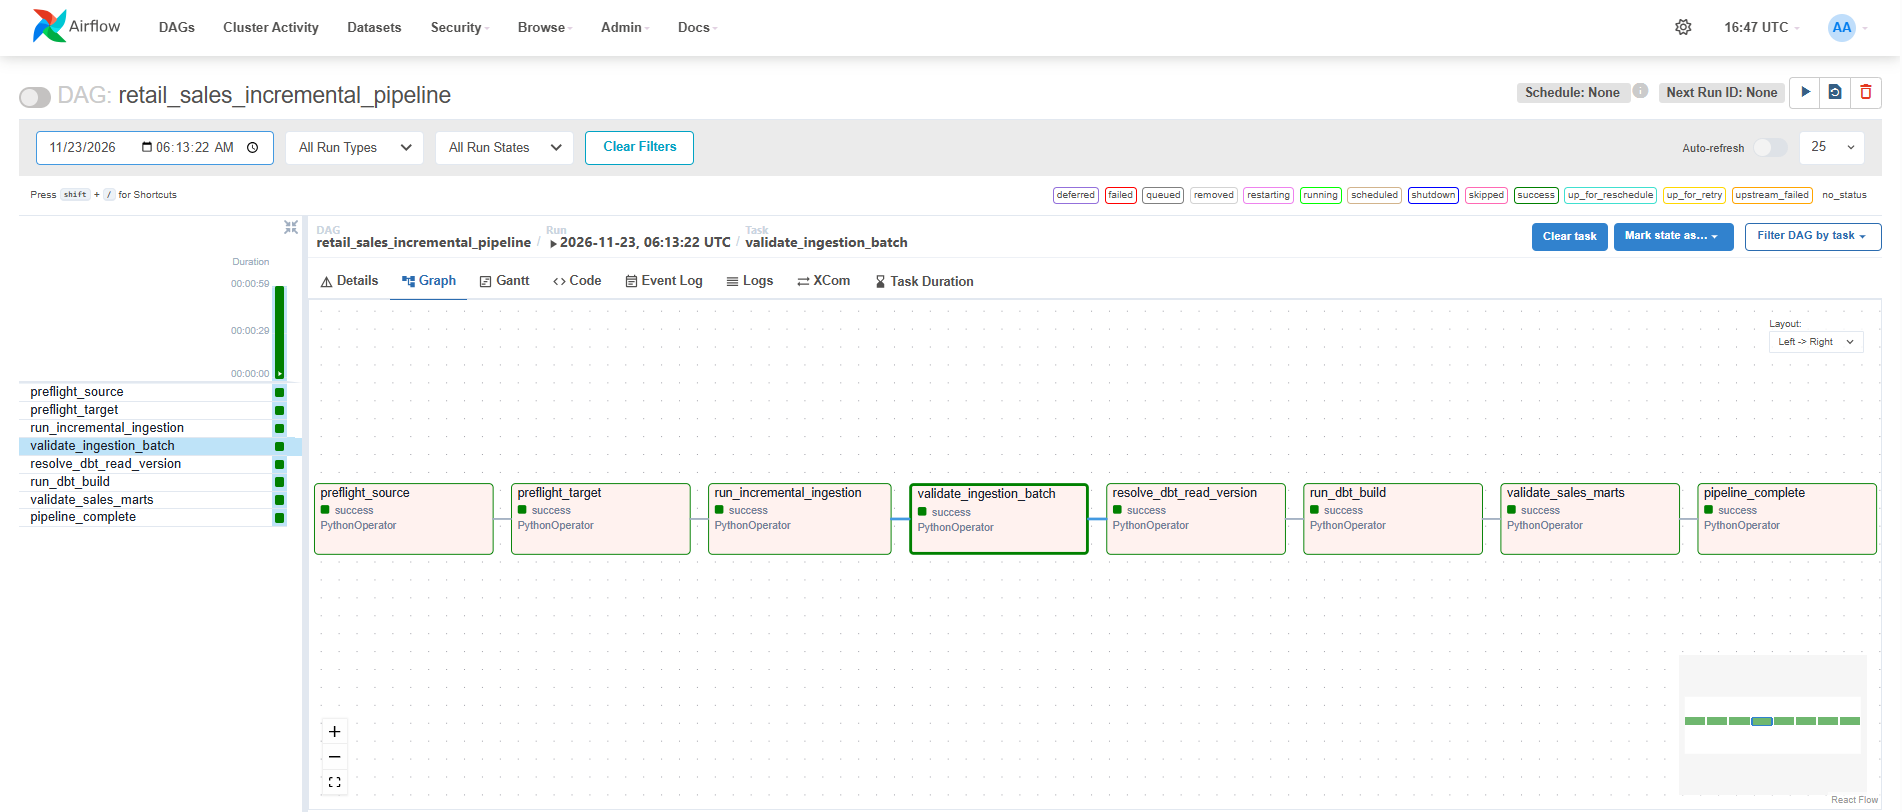 Airflow DAGs Cluster Activity Datasets Security Browse Admin Docs 16:47 UTC AA
DAG: retail_sales_incremental_pipeline Schedule: None Next Run ID: None
11/23/2026 06:13:22 AM All Run Types All Run States Clear Filters Auto-refresh 25
Press shift + / for Shortcuts deferred failed queued removed restarting running scheduled shutdown skipped success up_for_reschedule up_for_retry upstream_failed no_status
DAG Run Task
retail_sales_incremental_pipeline / 2026-11-23, 06:13:22 UTC / validate_ingestion_batch
Clear task Mark state as... Filter DAG by task
Details Graph Gantt Code Event Log Logs XCom Task Duration
Duration
00:00:59
00:00:29
00:00:00
preflight_source
preflight_target
run_incremental_ingestion
validate_ingestion_batch
resolve_dbt_read_version
run_dbt_build
validate_sales_marts
pipeline_complete
Layout:
Left -> Right
preflight_source
success
PythonOperator
preflight_target
success
PythonOperator
run_incremental_ingestion
success
PythonOperator
validate_ingestion_batch
success
PythonOperator
resolve_dbt_read_version
success
PythonOperator
run_dbt_build
success
PythonOperator
validate_sales_marts
success
PythonOperator
pipeline_complete
success
PythonOperator
React Flow